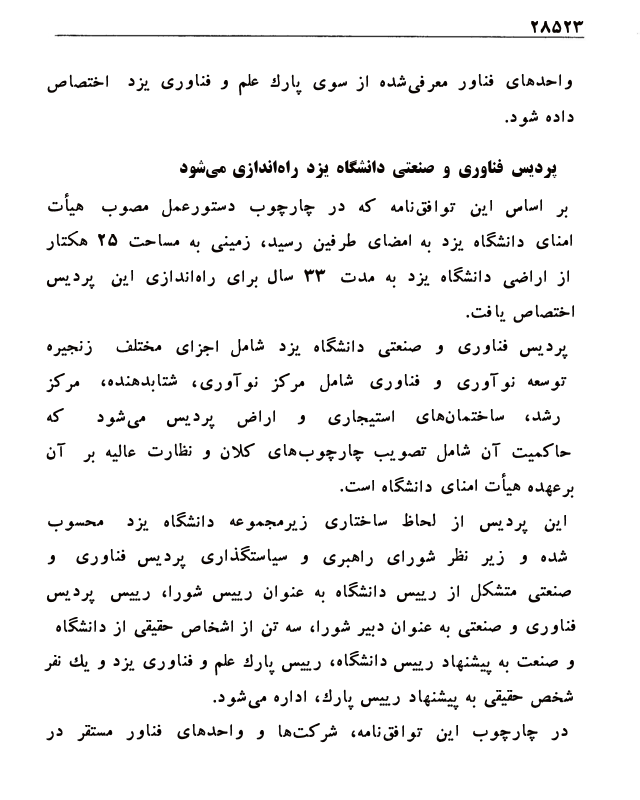 ۲۸۵۲۳
واحدهای فناور معرفی‌شده از سوی پارك علم و فناوری یزد اختصاص
داده شود.
پردیس فناوری و صنعتی دانشگاه یزد راه‌اندازی می‌شود
بر اساس این توافق‌نامه که در چارچوب دستورعمل مصوب هیأت
امنای دانشگاه یزد به امضای طرفین رسید، زمینی به مساحت ۲۵ هکتار
از اراضی دانشگاه یزد به مدت ۳۳ سال برای راه‌اندازی این پردیس
اختصاص یافت.
پردیس فناوری و صنعتی دانشگاه یزد شامل اجزای مختلف زنجیره
توسعه نوآوری و فناوری شامل مرکز نوآوری، شتابدهنده، مرکز
رشد، ساختمان‌های استیجاری و اراض پردیس می‌شود که
حاکمیت آن شامل تصویب چارچوب‌های کلان و نظارت عالیه بر آن
برعهده هیأت امنای دانشگاه است.
این پردیس از لحاظ ساختاری زیرمجموعه دانشگاه یزد محسوب
شده و زیر نظر شورای راهبری و سیاستگذاری پردیس فناوری و
صنعتی متشکل از رییس دانشگاه به عنوان رییس شورا، رییس پردیس
فناوری و صنعتی به عنوان دبیر شورا، سه تن از اشخاص حقیقی از دانشگاه
و صنعت به پیشنهاد رییس دانشگاه، رییس پارك علم و فناوری یزد و یك نفر
شخص حقیقی به پیشنهاد رییس پارك، اداره می‌شود.
در چارچوب این توافق‌نامه، شرکت‌ها و واحدهای فناور مستقر در